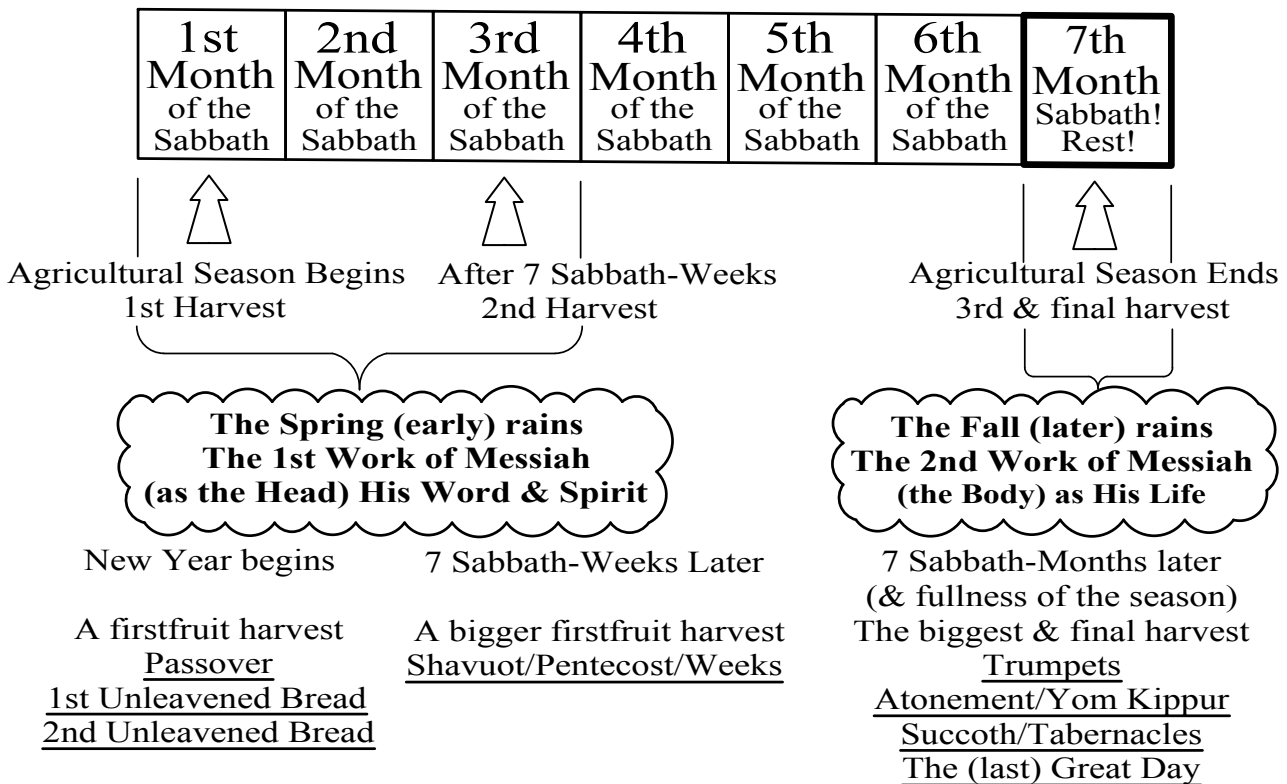 1st
Month
of the
Sabbath
2nd
Month
of the
Sabbath
3rd
Month
of the
Sabbath
4th
Month
of the
Sabbath
5th
Month
of the
Sabbath
6th
Month
of the
Sabbath
7th
Month
Sabbath!
Rest!
Agricultural Season Begins
1st Harvest
After 7 Sabbath-Weeks
2nd Harvest
Agricultural Season Ends
3rd & final harvest
The Spring (early) rains
The 1st Work of Messiah
(as the Head) His Word & Spirit
The Fall (later) rains
The 2nd Work of Messiah
(the Body) as His Life
New Year begins
A firstfruit harvest
Passover
1st Unleavened Bread
2nd Unleavened Bread
7 Sabbath-Weeks Later
A bigger firstfruit harvest
Shavuot/Pentecost/Weeks
7 Sabbath-Months later
(& fullness of the season)
The biggest & final harvest
Trumpets
Atonement/Yom Kippur
Succoth/Tabernacles
The (last) Great Day